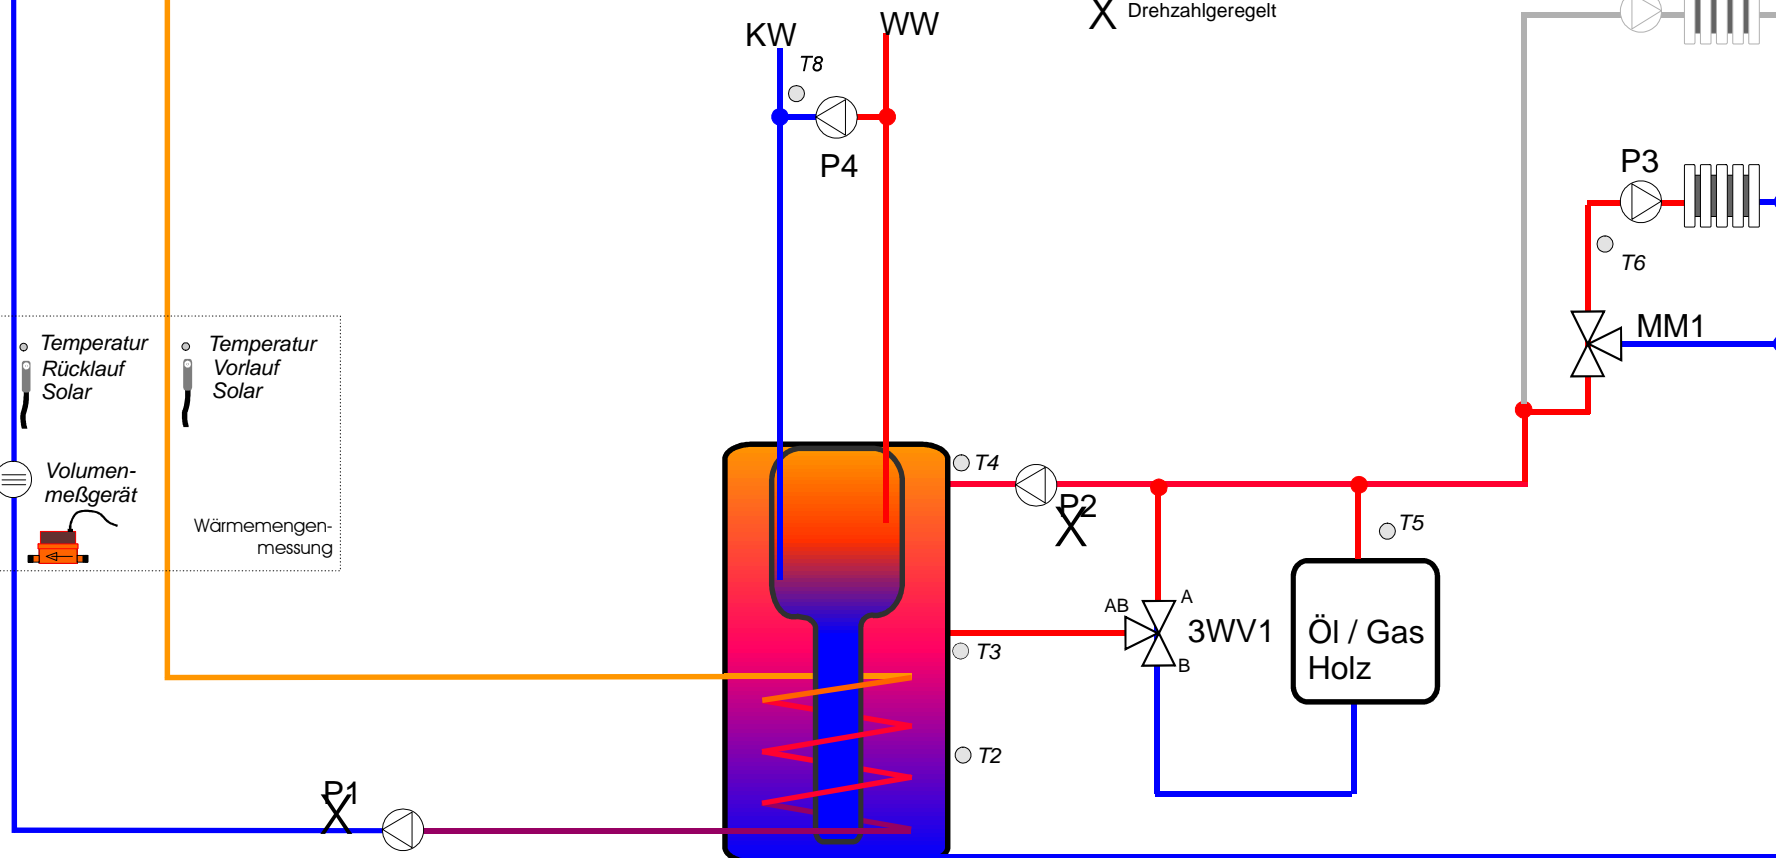 X Drehzahlgeregelt
KW
WW
T8
P4
P3
T6
MM1
Temperatur
Rücklauf
Solar
Temperatur
Vorlauf
Solar
Volumen-
meßgerät
Wärmemengen-
messung
T4
P2
X
T5
AB
A
3WV1
B
Öl / Gas
Holz
T3
T2
P1
X